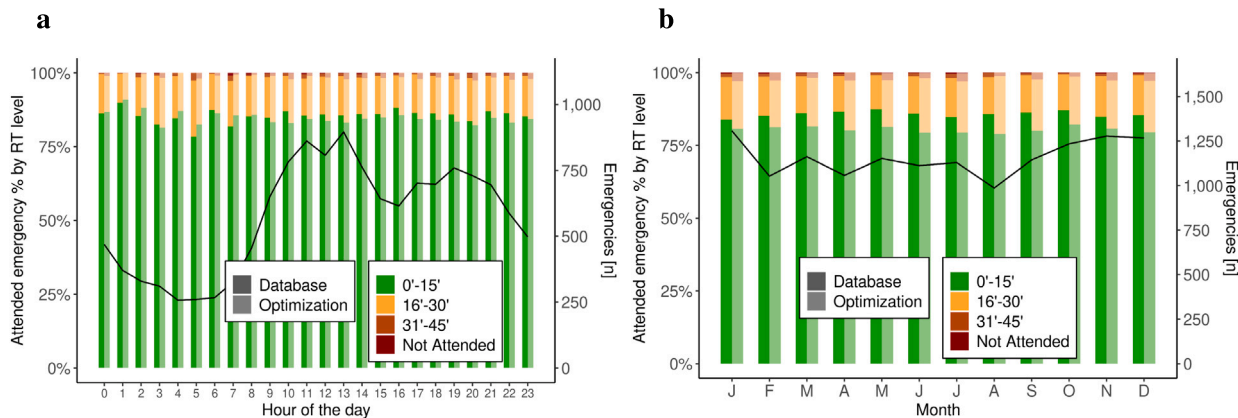 a
Attended emergency % by RT level
100%
75%
50%
25%
0%
1,000
750
500
250
0
Emergencies [n]
Database
Optimization
0'-15'
16'-30'
31'-45'
Not Attended
0 1 2 3 4 5 6 7 8 9 10 11 12 13 14 15 16 17 18 19 20 21 22 23
Hour of the day
b
Attended emergency % by RT level
100%
75%
50%
25%
0%
1,500
1,250
1,000
750
500
250
0
Emergencies [n]
Database
Optimization
0'-15'
16'-30'
31'-45'
Not Attended
J F M A M J J A S O N D
Month